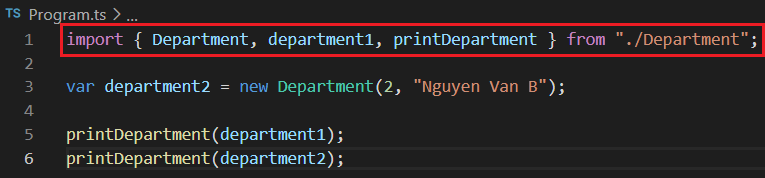 TS Program.ts > ...
1 import { Department, department1, printDepartment } from "./Department";
2
3 var department2 = new Department(2, "Nguyen Van B");
4
5 printDepartment(department1);
6 printDepartment(department2);